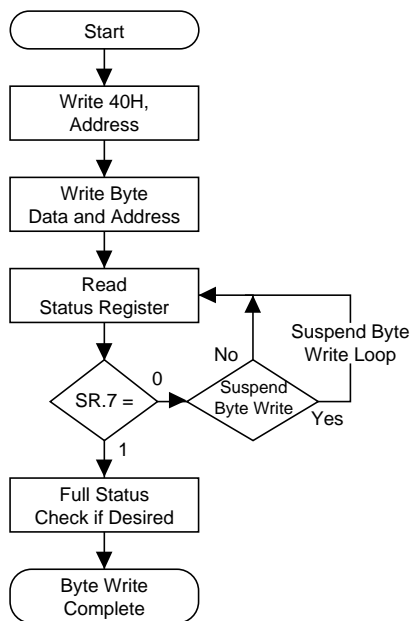 Start
Write 40H,
Address
Write Byte
Data and Address
Read
Status Register
Suspend Byte
Write Loop
No
SR.7 =
0
Suspend
Byte Write
Yes
1
Full Status
Check if Desired
Byte Write
Complete